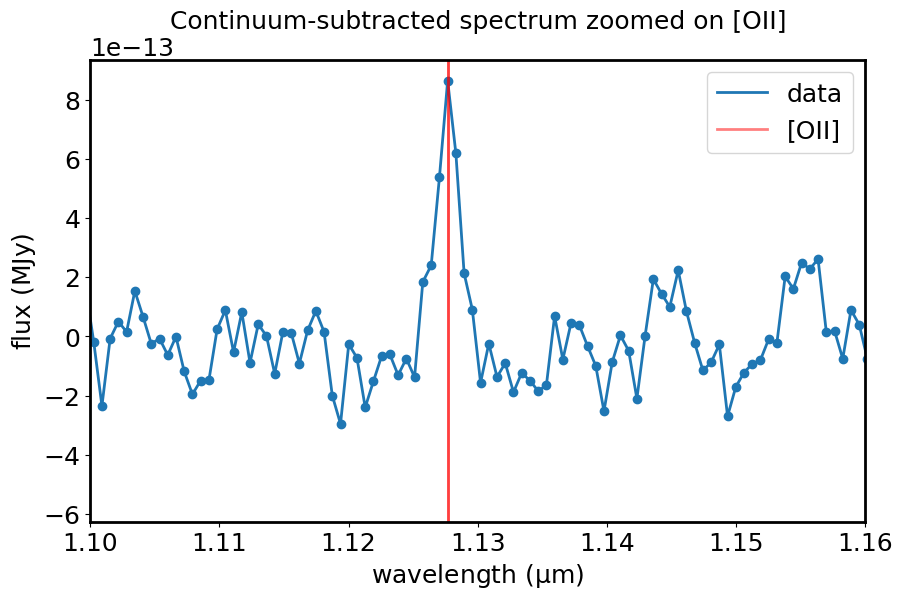 Continuum-subtracted spectrum zoomed on [OII]
1e−13
data
[OII]
8
6
4
2
0
−2
−4
−6
flux (MJy)
1.10 1.11 1.12 1.13 1.14 1.15 1.16
wavelength (μm)